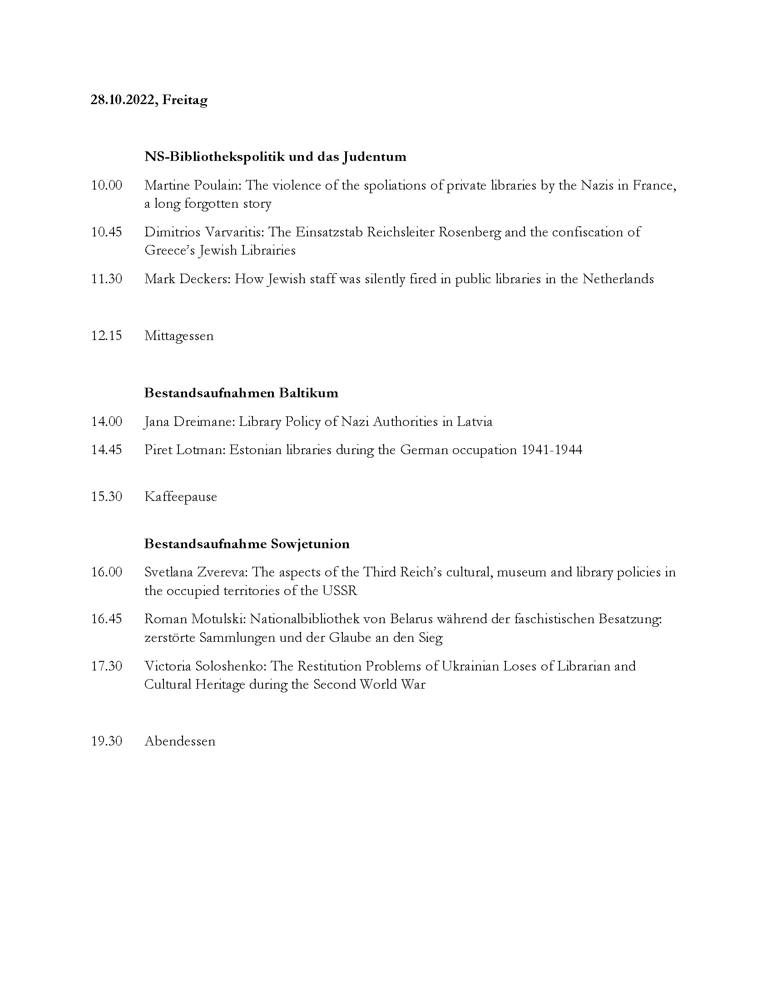 28.10.2022, Freitag
NS-Bibliothekspolitik und das Judentum
10.00 Martine Poulain: The violence of the spoliations of private libraries by the Nazis in France,
a long forgotten story
10.45 Dimitrios Varvaritis: The Einsatzstab Reichsleiter Rosenberg and the confiscation of
Greece’s Jewish Librairies
11.30 Mark Deckers: How Jewish staff was silently fired in public libraries in the Netherlands
12.15 Mittagessen
Bestandsaufnahmen Baltikum
14.00 Jana Dreimane: Library Policy of Nazi Authorities in Latvia
14.45 Piret Lotman: Estonian libraries during the German occupation 1941-1944
15.30 Kaffeepause
Bestandsaufnahme Sowjetunion
16.00 Svetlana Zvereva: The aspects of the Third Reich’s cultural, museum and library policies in
the occupied territories of the USSR
16.45 Roman Motulski: Nationalbibliothek von Belarus während der faschistischen Besatzung:
zerstörte Sammlungen und der Glaube an den Sieg
17.30 Victoria Soloshenko: The Restitution Problems of Ukrainian Loses of Librarian and
Cultural Heritage during the Second World War
19.30 Abendessen